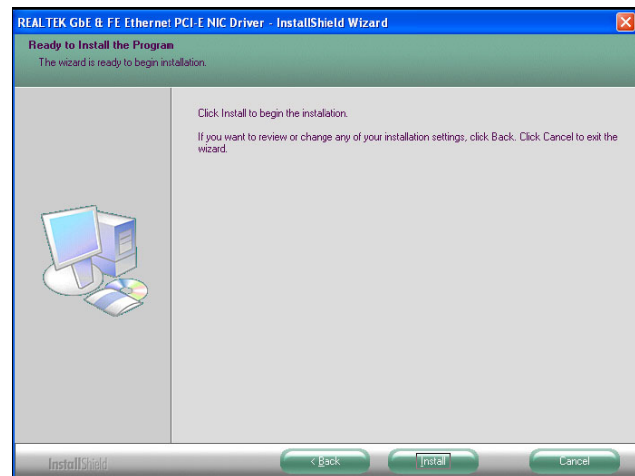 REALTEK GbE & FE Ethernet PCI-E NIC Driver - InstallShield Wizard
Ready to Install the Program
The wizard is ready to begin installation.
Click Install to begin the installation.
If you want to review or change any of your installation settings, click Back. Click Cancel to exit the
wizard.
InstallShield
< Back
Install
Cancel